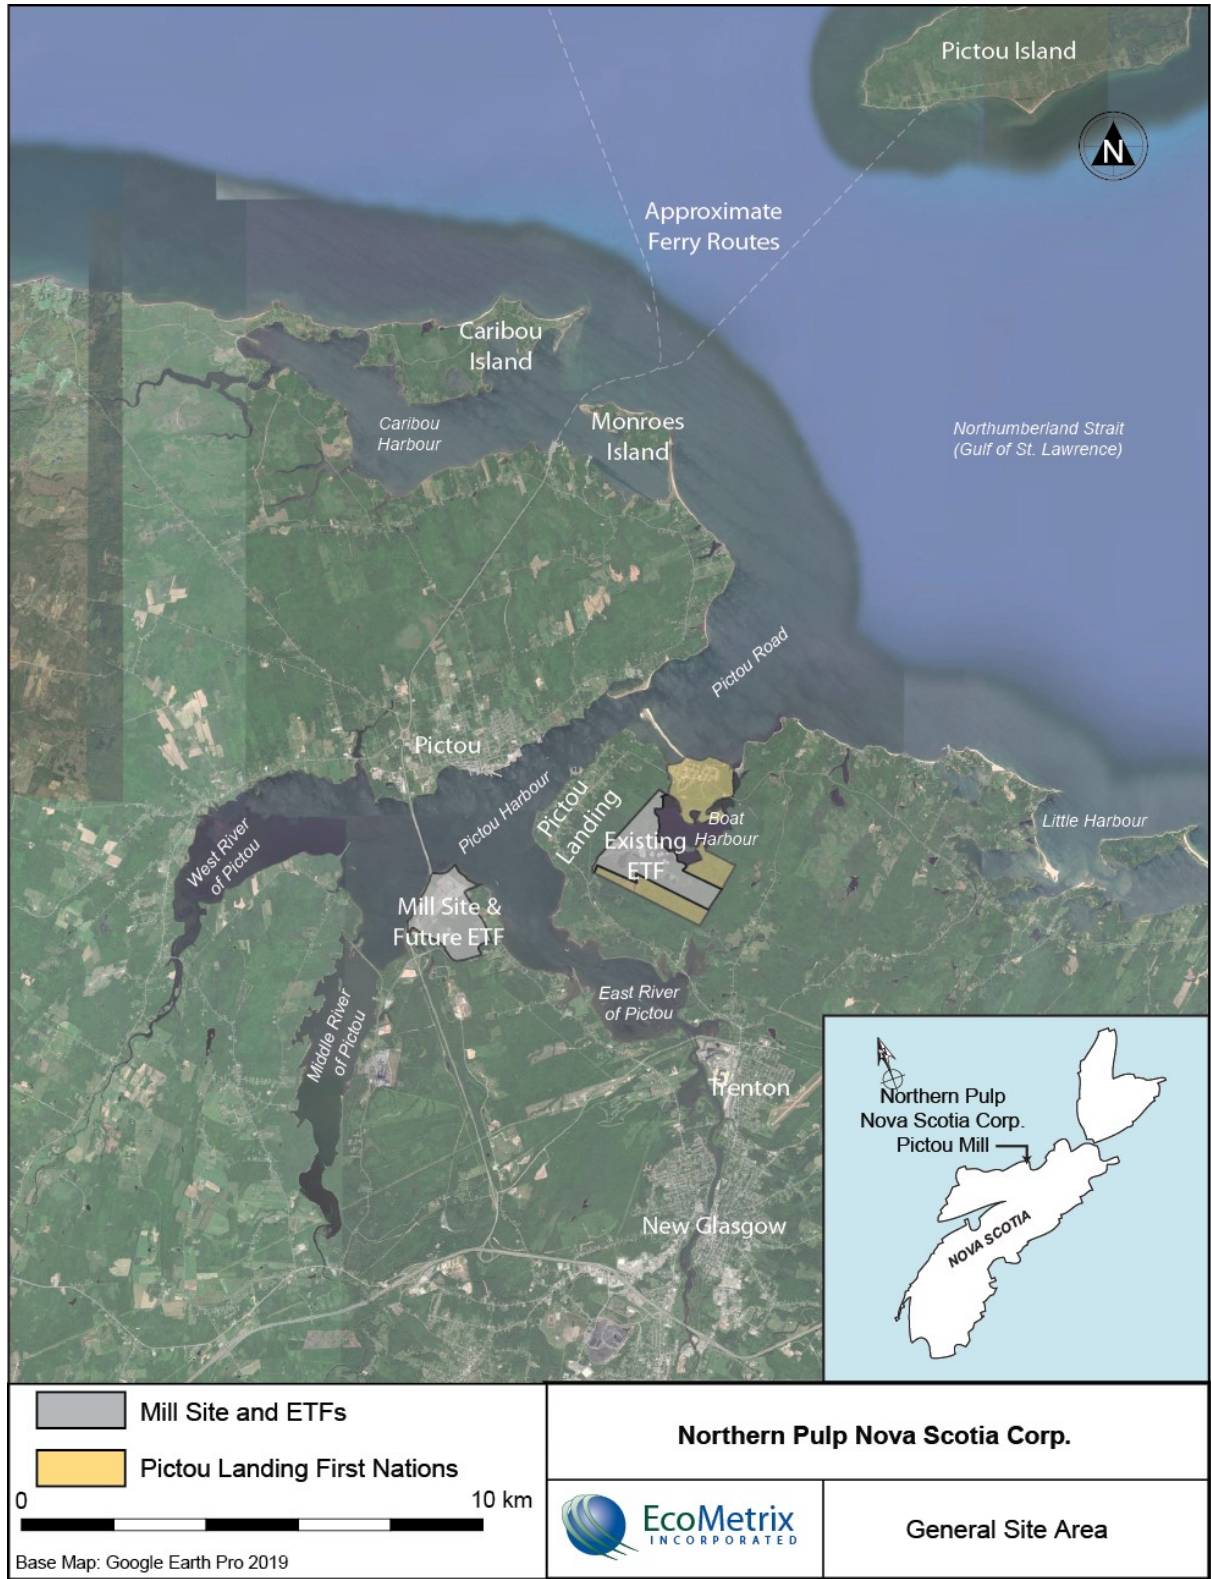 Pictou Island
N
Approximate
Ferry Routes
Caribou
Island
Caribou
Harbour
Monroes
Island
Northumberland Strait
(Gulf of St. Lawrence)
Pictou Road
Pictou
Pictou Harbour
Pictou
Landing
Boat
Harbour
Existing
ETF
Little Harbour
West River
of Pictou
Mill Site &
Future ETF
East River
of Pictou
Middle River
of Pictou
Trenton
New Glasgow
Northern Pulp
Nova Scotia Corp.
Pictou Mill
NOVA SCOTIA
Mill Site and ETFs
Pictou Landing First Nations
0 10 km
Base Map: Google Earth Pro 2019
Northern Pulp Nova Scotia Corp.
EcoMetrix
INCORPORATED
General Site Area